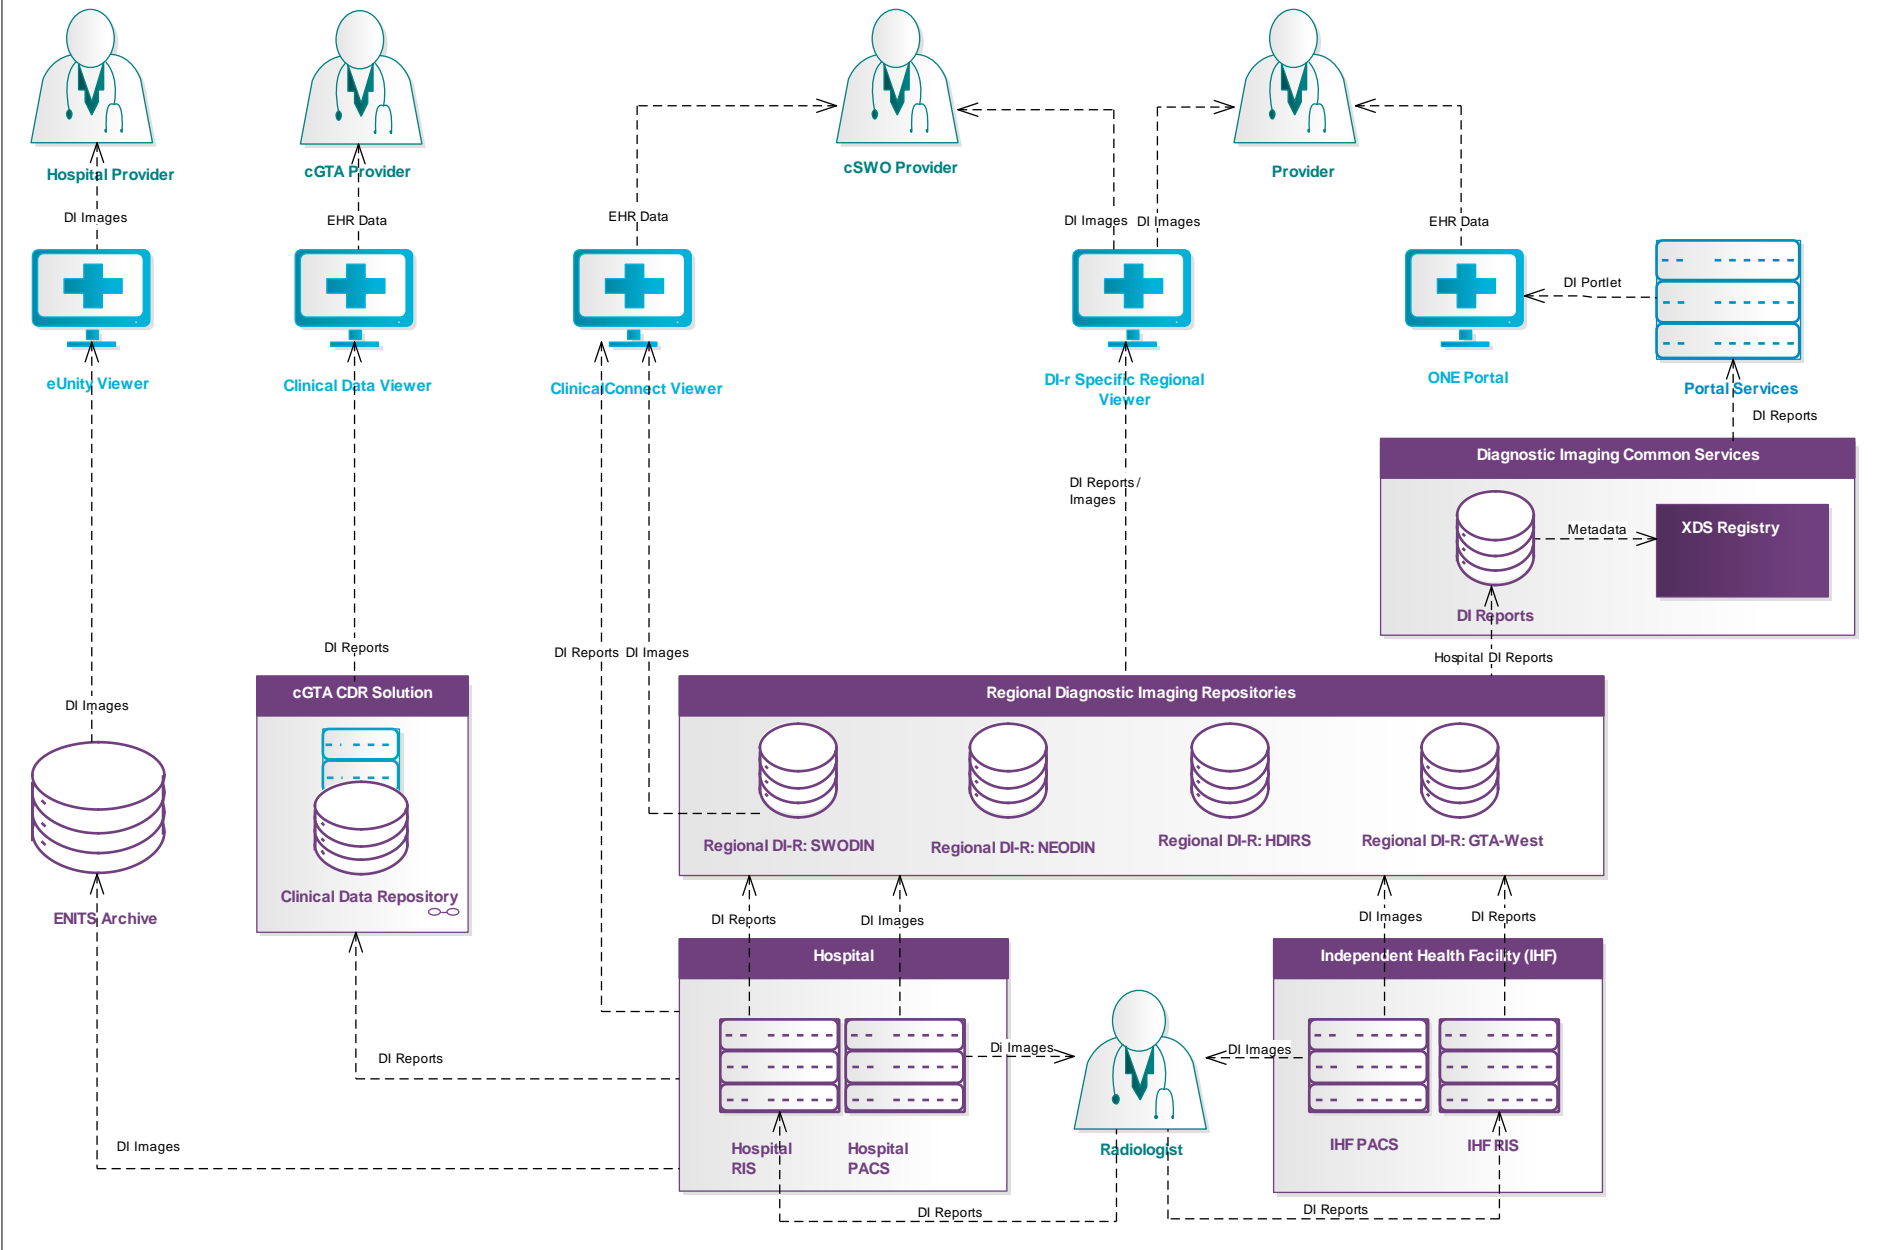 Hospital Provider
cGTA Provider
cSWO Provider
Provider
DI Images
EHR Data
EHR Data
DI Images
DI Images
EHR Data
DI Portlet
eUnity Viewer
Clinical Data Viewer
ClinicalConnect Viewer
DI-r Specific Regional
Viewer
ONE Portal
Portal Services
DI Reports
Diagnostic Imaging Common Services
DI Reports /
Images
Metadata
XDS Registry
DI Reports
DI Reports
DI Reports
DI Images
Hospital DI Reports
DI Images
cGTA CDR Solution
Regional Diagnostic Imaging Repositories
Regional DI-R: SWODIN
Regional DI-R: NEODIN
Regional DI-R: HDIRS
Regional DI-R: GTA-West
Clinical Data Repository
ENITS Archive
DI Reports
DI Images
DI Images
DI Reports
Hospital
Independent Health Facility (IHF)
DI Reports
Di Images
DI Images
DI Images
Hospital
RIS
Hospital
PACS
Radiologist
IHF PACS
IHF RIS
DI Reports
DI Reports